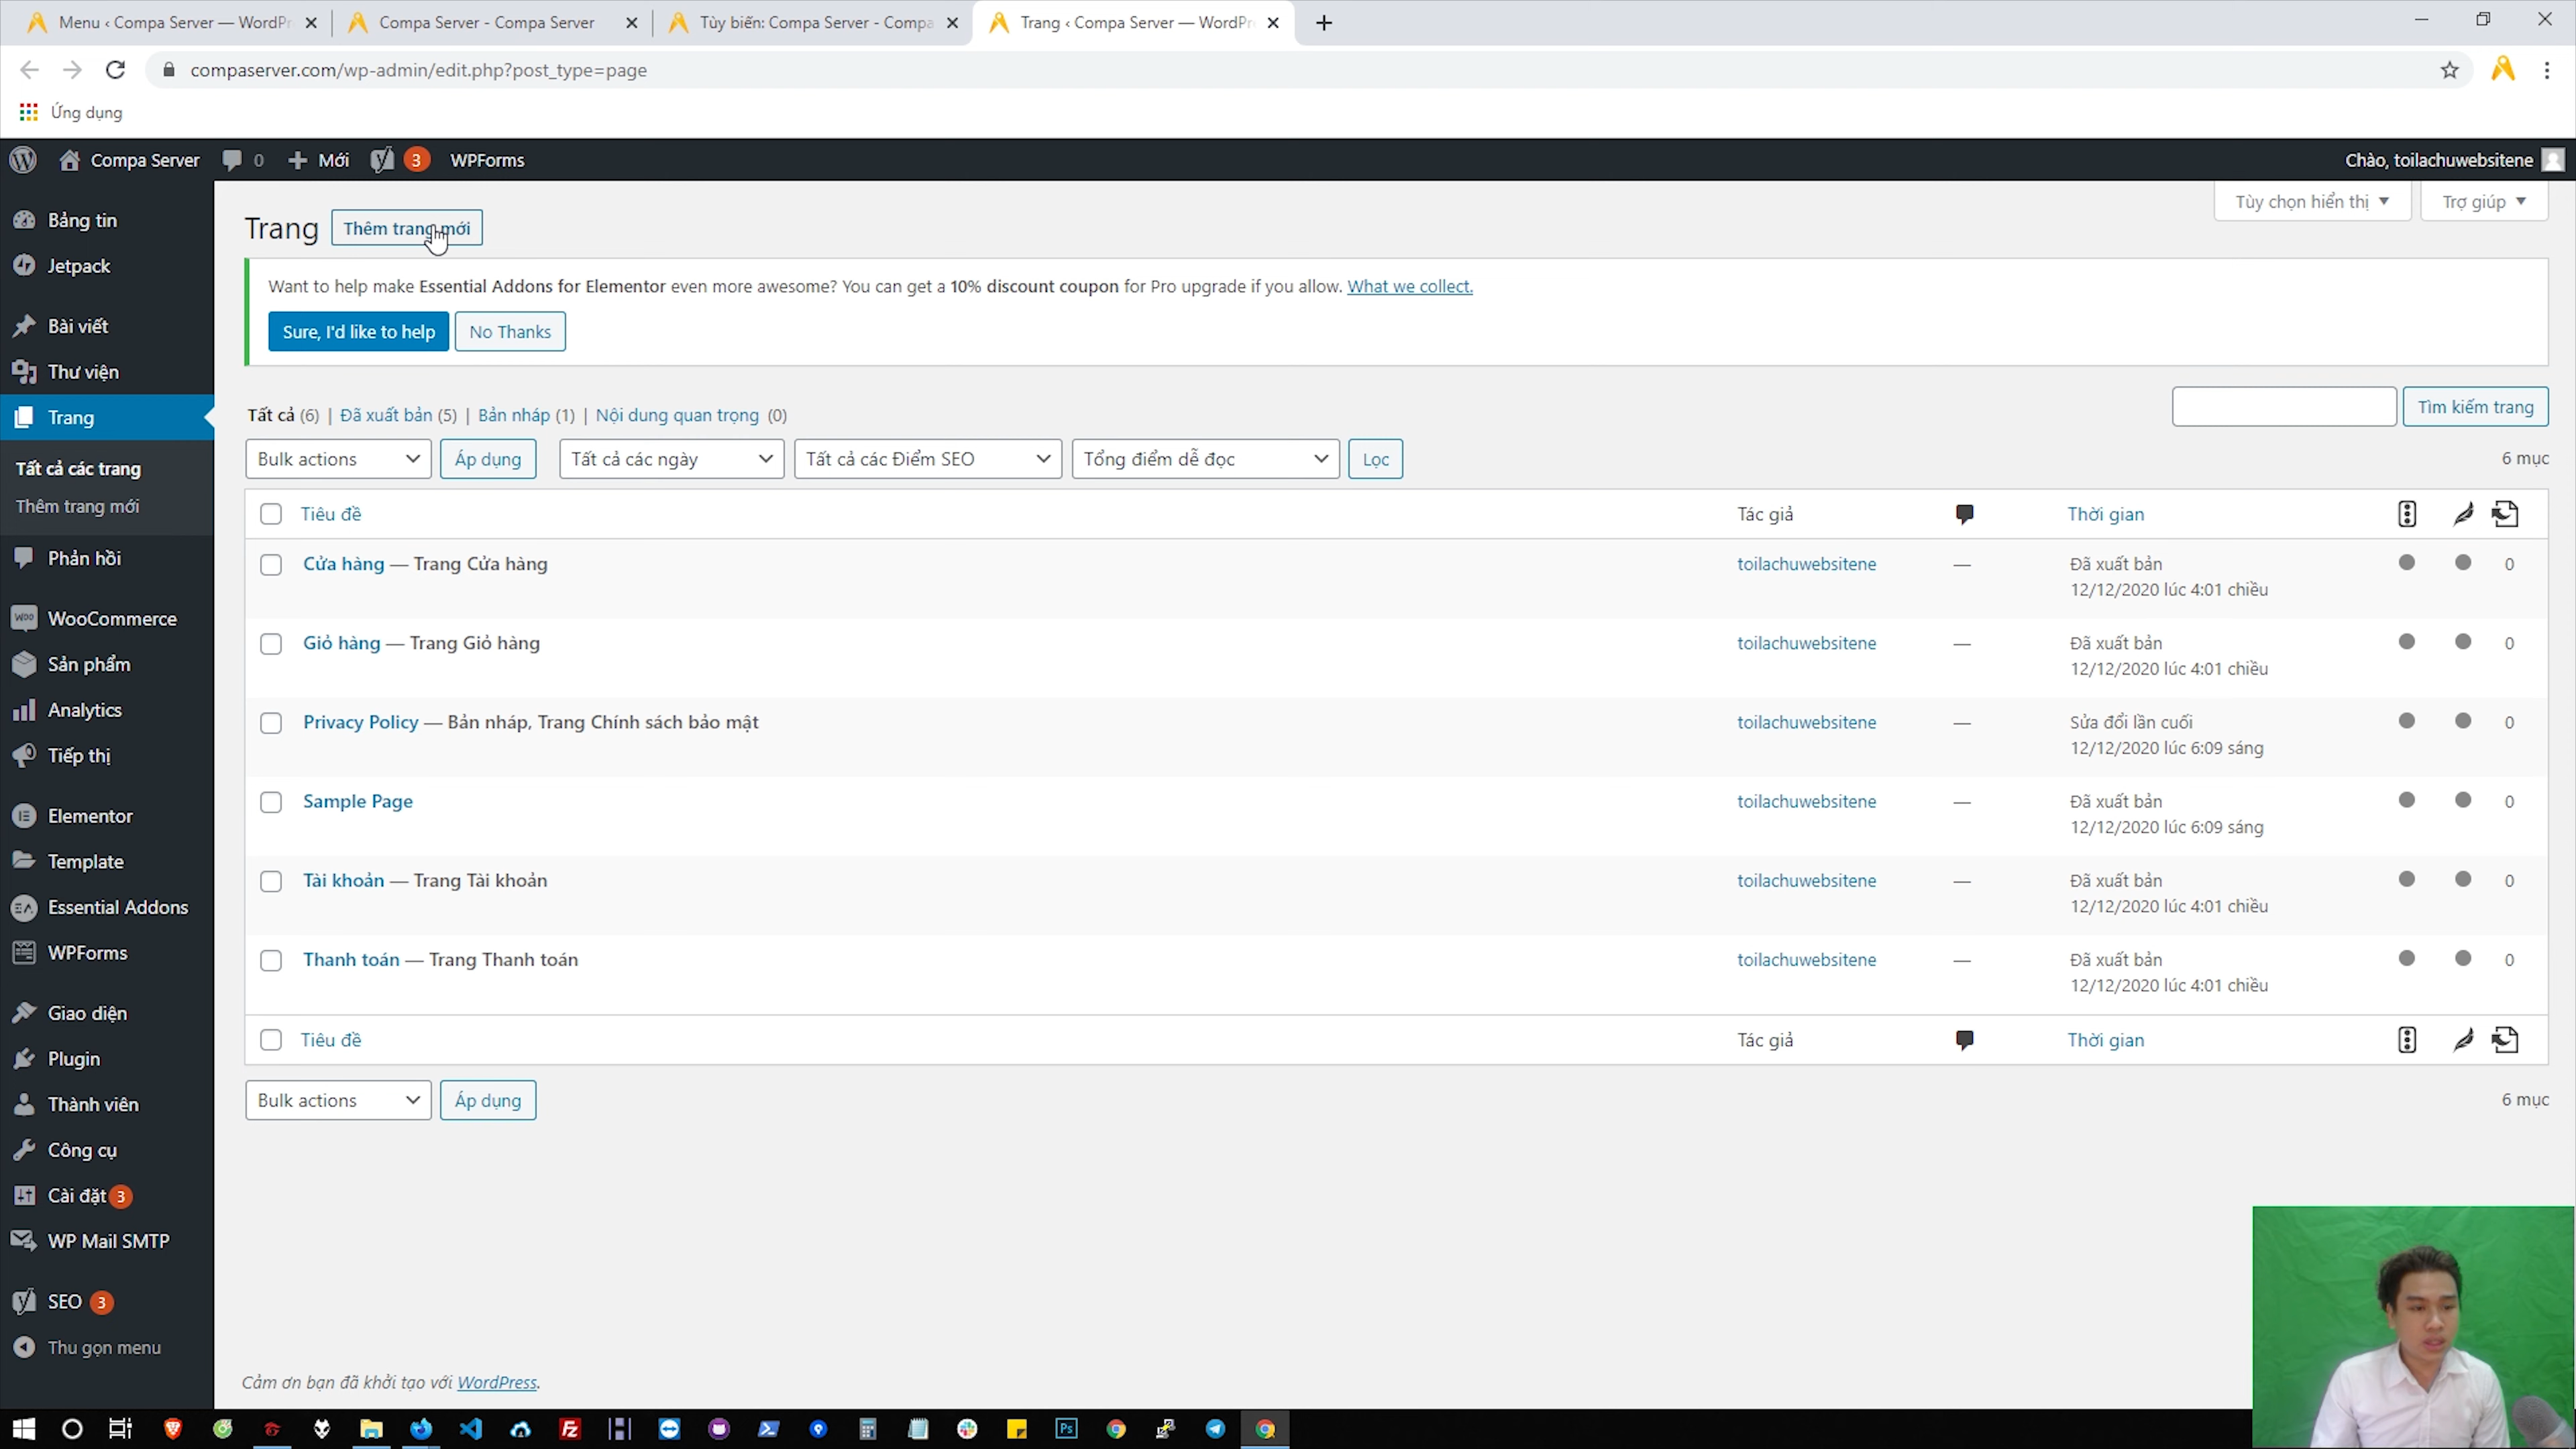 Menu ‹ Compa Server — WordPr
Compa Server - Compa Server
Tùy biến: Compa Server - Compa
Trang ‹ Compa Server — WordPr
compaserver.com/wp-admin/edit.php?post_type=page
Ứng dụng
Compa Server
0
Mới
3
WPForms
Chào, toilachuwebsitene
Bảng tin
Jetpack
Bài viết
Thư viện
Trang
Tất cả các trang
Thêm trang mới
Phản hồi
WooCommerce
Sản phẩm
Analytics
Tiếp thị
Elementor
Template
Essential Addons
WPForms
Giao diện
Plugin
Thành viên
Công cụ
Cài đặt 3
WP Mail SMTP
SEO 3
Thu gọn menu
Tùy chọn hiển thị
Trợ giúp
Trang
Thêm trang mới
Want to help make Essential Addons for Elementor even more awesome? You can get a 10% discount coupon for Pro upgrade if you allow. What we collect.
Sure, I'd like to help
No Thanks
Tất cả (6) | Đã xuất bản (5) | Bản nháp (1) | Nội dung quan trọng (0)
Tìm kiếm trang
Bulk actions
Áp dụng
Tất cả các ngày
Tất cả các Điểm SEO
Tổng điểm dễ đọc
Lọc
6 mục
Tiêu đề
Tác giả
Thời gian
Cửa hàng — Trang Cửa hàng
toilachuwebsitene
—
Đã xuất bản
12/12/2020 lúc 4:01 chiều
0
Giỏ hàng — Trang Giỏ hàng
toilachuwebsitene
—
Đã xuất bản
12/12/2020 lúc 4:01 chiều
0
Privacy Policy — Bản nháp, Trang Chính sách bảo mật
toilachuwebsitene
—
Sửa đổi lần cuối
12/12/2020 lúc 6:09 sáng
0
Sample Page
toilachuwebsitene
—
Đã xuất bản
12/12/2020 lúc 6:09 sáng
0
Tài khoản — Trang Tài khoản
toilachuwebsitene
—
Đã xuất bản
12/12/2020 lúc 4:01 chiều
0
Thanh toán — Trang Thanh toán
toilachuwebsitene
—
Đã xuất bản
12/12/2020 lúc 4:01 chiều
0
Tiêu đề
Tác giả
Thời gian
Bulk actions
Áp dụng
6 mục
Cảm ơn bạn đã khởi tạo với WordPress.